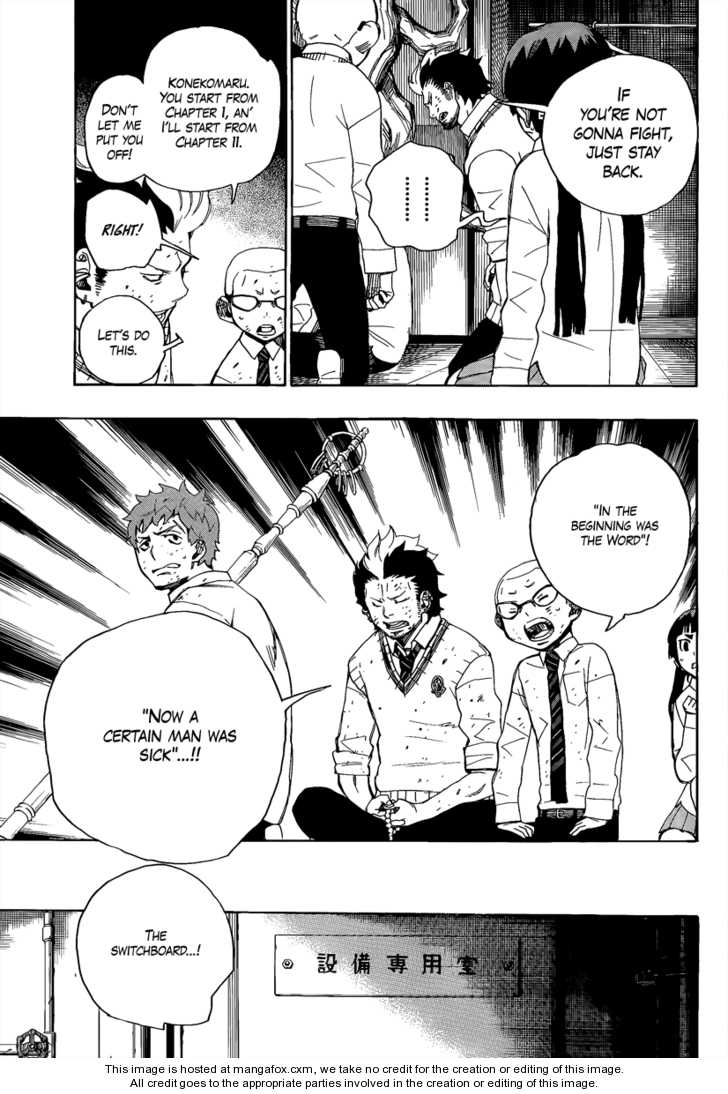 IF
YOU'RE NOT
GONNA FIGHT,
JUST STAY
BACK.
......
KONEKOMARU.
YOU START FROM
CHAPTER I, AN'
I'LL START FROM
CHAPTER 11.
DON'T
LET ME
PUT YOU
OFF!
RIGHT!
LET'S DO
THIS.
"IN THE
BEGINNING WAS
THE WORD"!
"NOW A
CERTAIN MAN WAS
SICK"...!!
設備専用室
THE
SWITCHBOARD...!
This image is hosted at mangafox.cxm, we take no credit for the creation or editing of this image.
All credit goes to the appropriate parties involved in the creation or editing of this image.